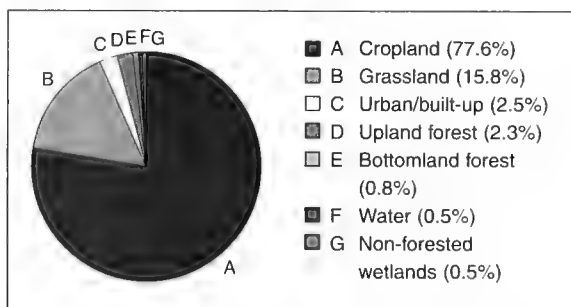 C D E F G
B
A
A Cropland (77.6%)
B Grassland (15.8%)
C Urban/built-up (2.5%)
D Upland forest (2.3%)
E Bottomland forest
(0.8%)
F Water (0.5%)
G Non-forested
wetlands (0.5%)